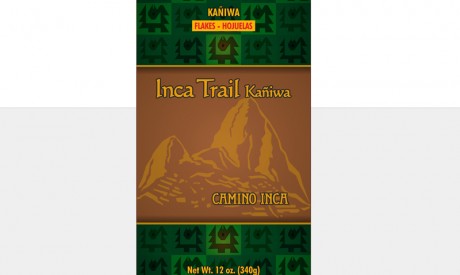 KAÑIWA
FLAKES - HOJUELAS
Inca Trail Kañiwa
CAMINO INCA
Net Wt. 12 oz. (340g)